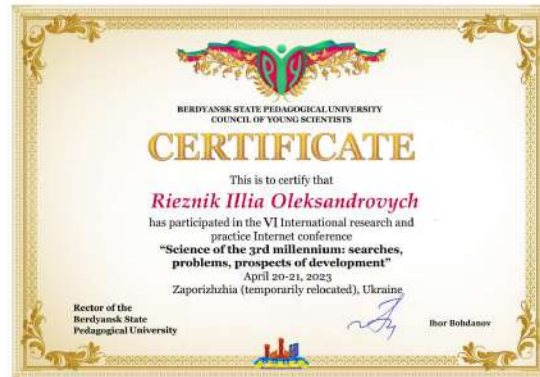 BERDYANSK STATE PEDAGOGICAL UNIVERSITY
COUNCIL OF YOUNG SCIENTISTS
CERTIFICATE
This is to certify that
Rieznik Illia Oleksandrovych
has participated in the VI International research and
practice Internet conference
“Science of the 3rd millennium: searches,
problems, prospects of development”
April 20-21, 2023
Zaporizhzhia (temporarily relocated), Ukraine
Rector of the
Berdyansk State
Pedagogical University
Ihor Bohdanov